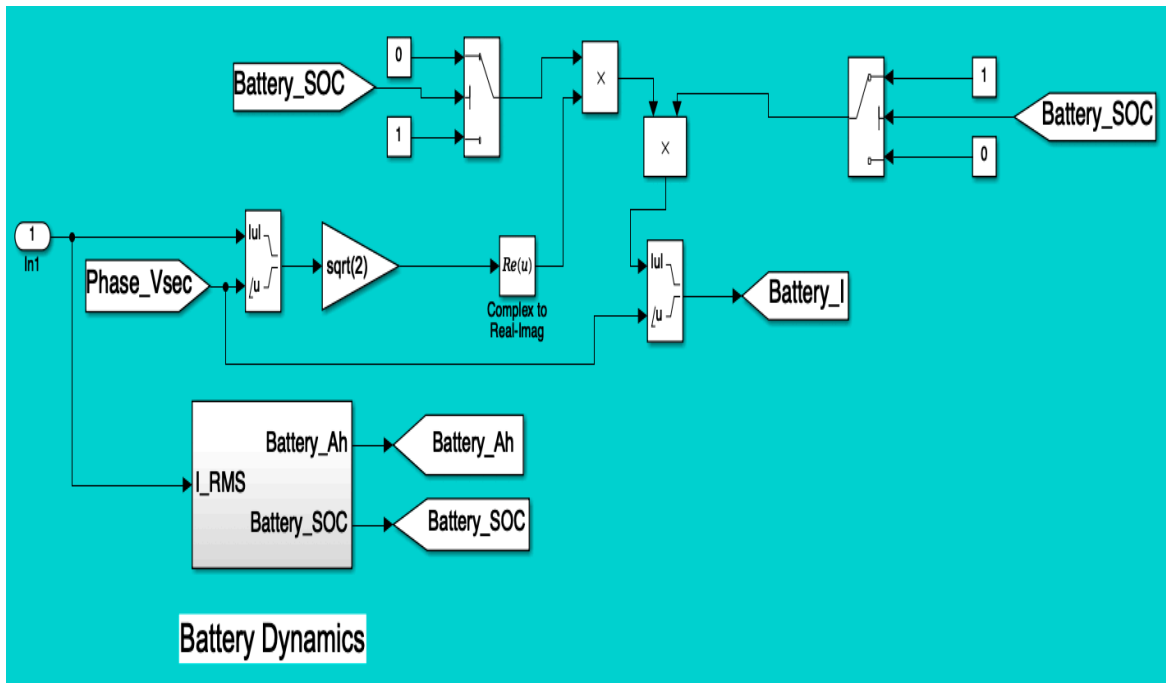 0
Battery_SOC
1
×
×
1
Battery_SOC
0
1
In1
Phase_Vsec
|u|
∠u
sqrt(2)
Re(u)
Complex to
Real-Imag
|u|
∠u
Battery_I
I_RMS
Battery_Ah
Battery_SOC
Battery_Ah
Battery_SOC
Battery Dynamics